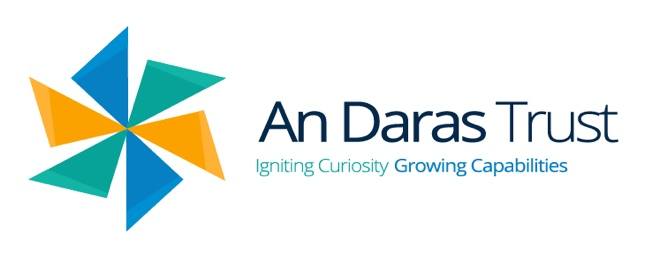 An Daras Trust
Igniting Curiosity Growing Capabilities